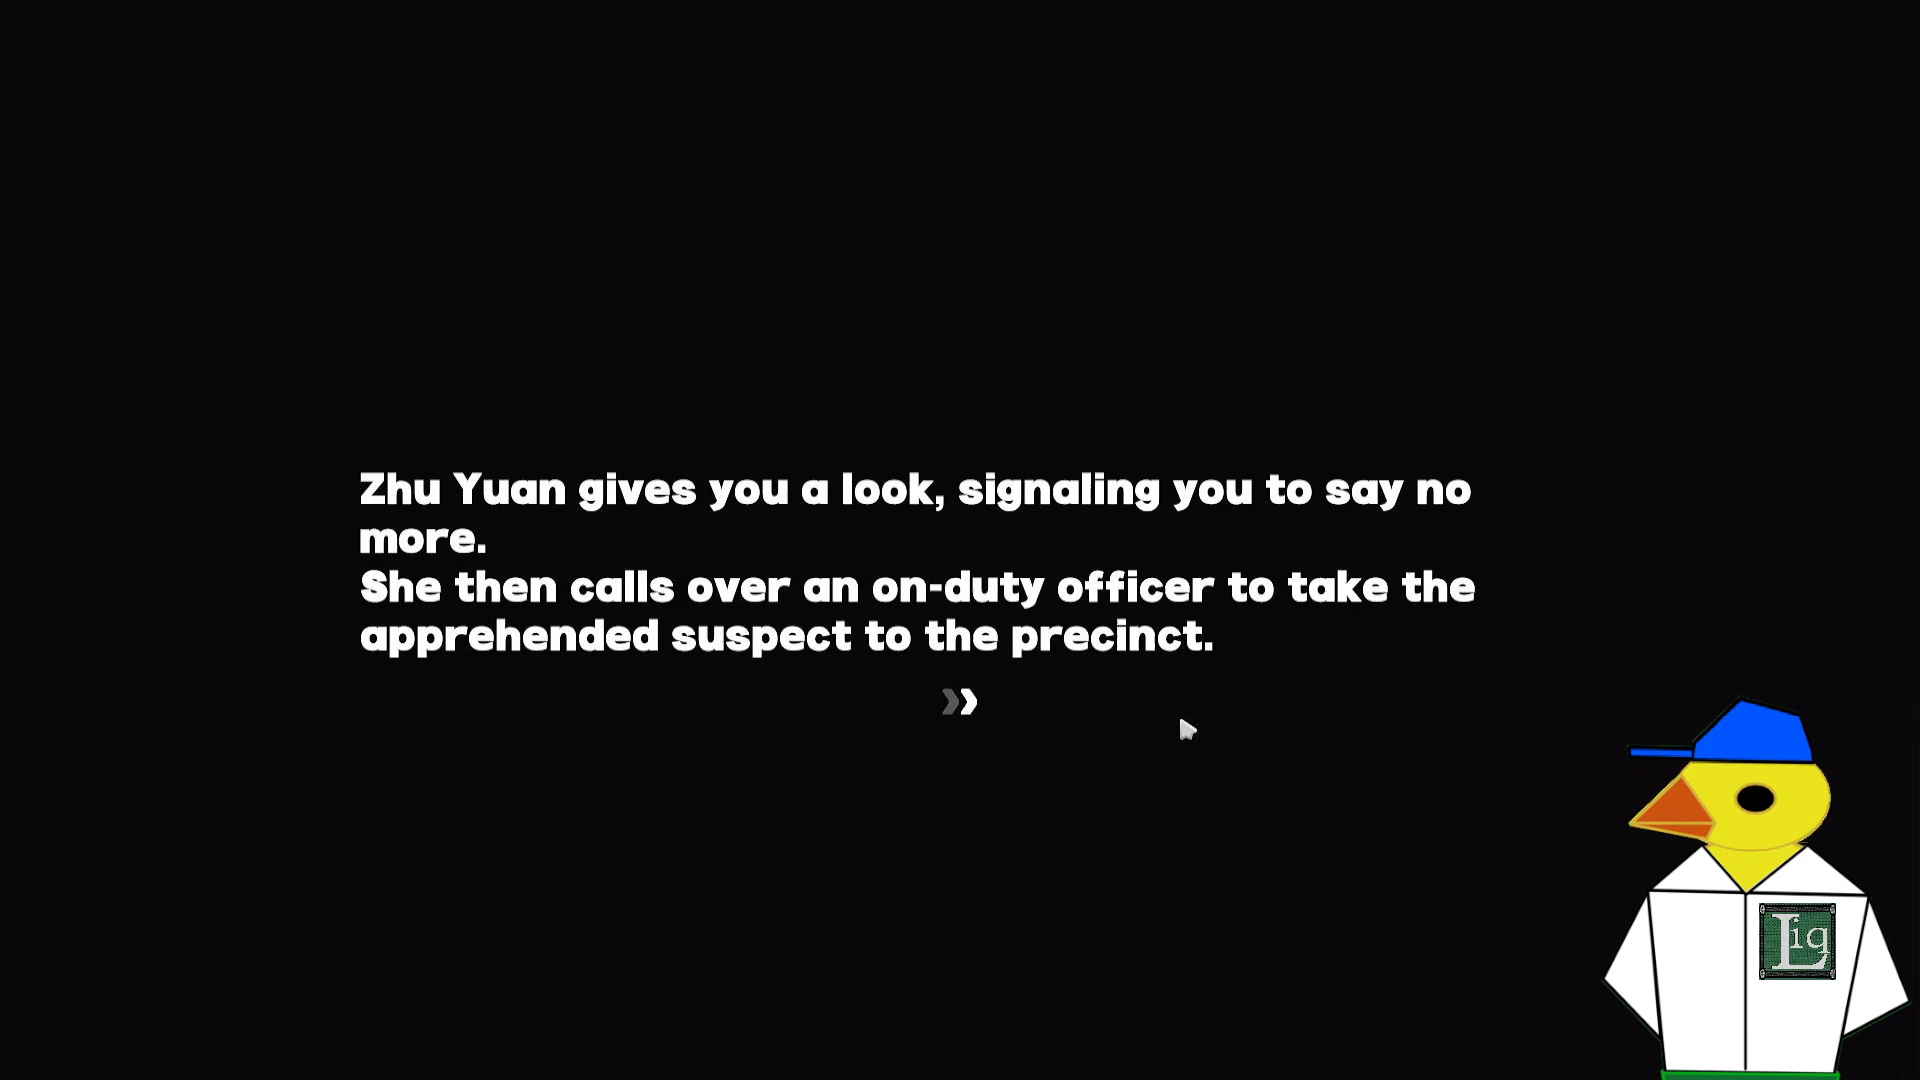 Zhu Yuan gives you a look, signaling you to say no
more.
She then calls over an on-duty officer to take the
apprehended suspect to the precinct.
Lig